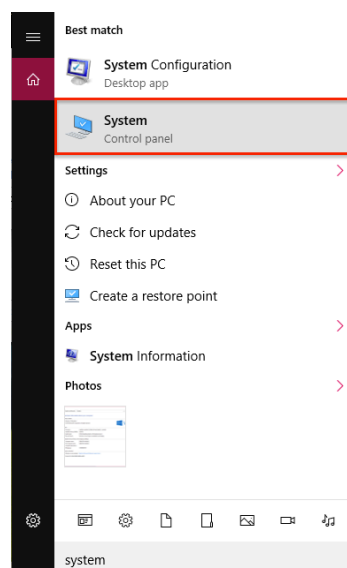 Best match
System Configuration
Desktop app
System
Control panel
Settings
About your PC
Check for updates
Reset this PC
Create a restore point
Apps
System Information
Photos
system